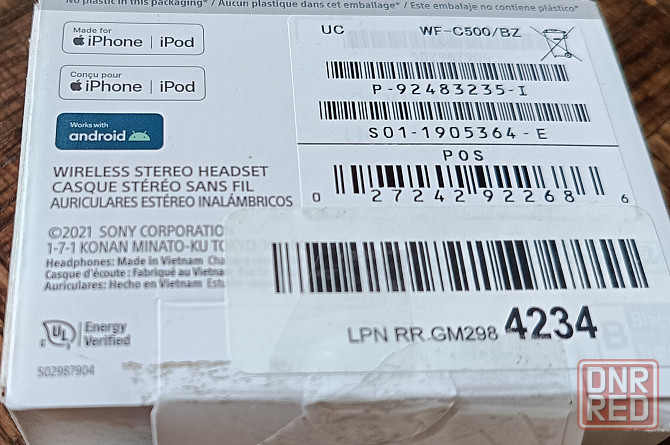 No plastic in this packaging* / Aucun plastique dans cet emballage* / Este embalaje no contiene plástico*
Made for
iPhone | iPod
Conçu pour
iPhone | iPod
Works with
android
WIRELESS STEREO HEADSET
CASQUE STÉRÉO SANS FIL
AURICULARES ESTÉREO INALÁMBRICOS
©2021 SONY CORPORATION
1-7-1 KONAN MINATO-KU
Headphones: Made in Vietnam
Casque d'écoute : Fabriqué au Vietnam
Auriculares: Hecho en Vietnam
UL Energy
Verified
502987904
UC WF-C500/BZ
P-92483235-I
S01-1905364-E
POS
0 27242 92268 6
LPN RR GM298 4234
DNR
RED